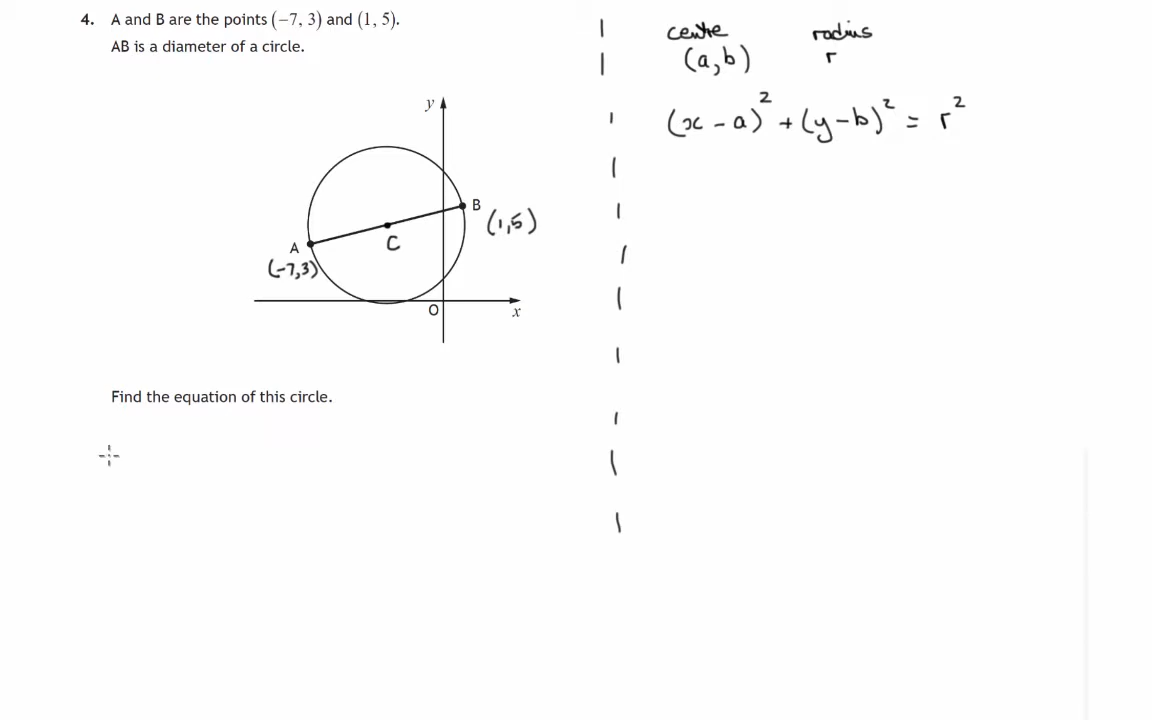 4. A and B are the points (−7, 3) and (1, 5).
AB is a diameter of a circle.
y
B
(1,5)
A
C
(-7,3)
O
x
Find the equation of this circle.
centre radius
(a,b) r
(x - a)² + (y - b)² = r²